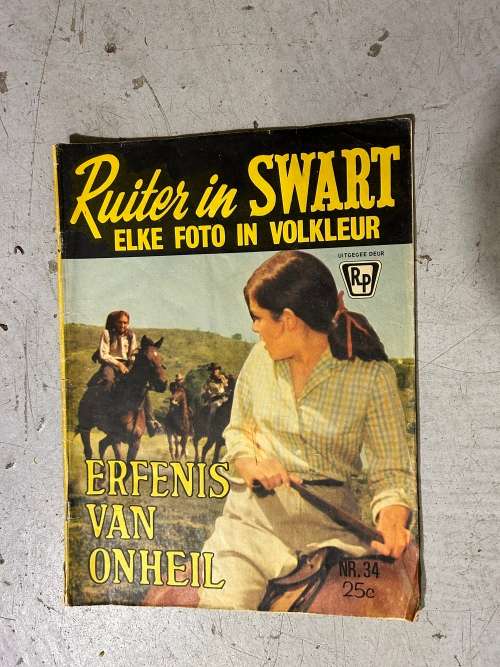 Ruiter in SWART
ELKE FOTO IN VOLKLEUR
UITGEGEE DEUR
RP
ERFENIS
VAN
ONHEIL
NR. 34
25c